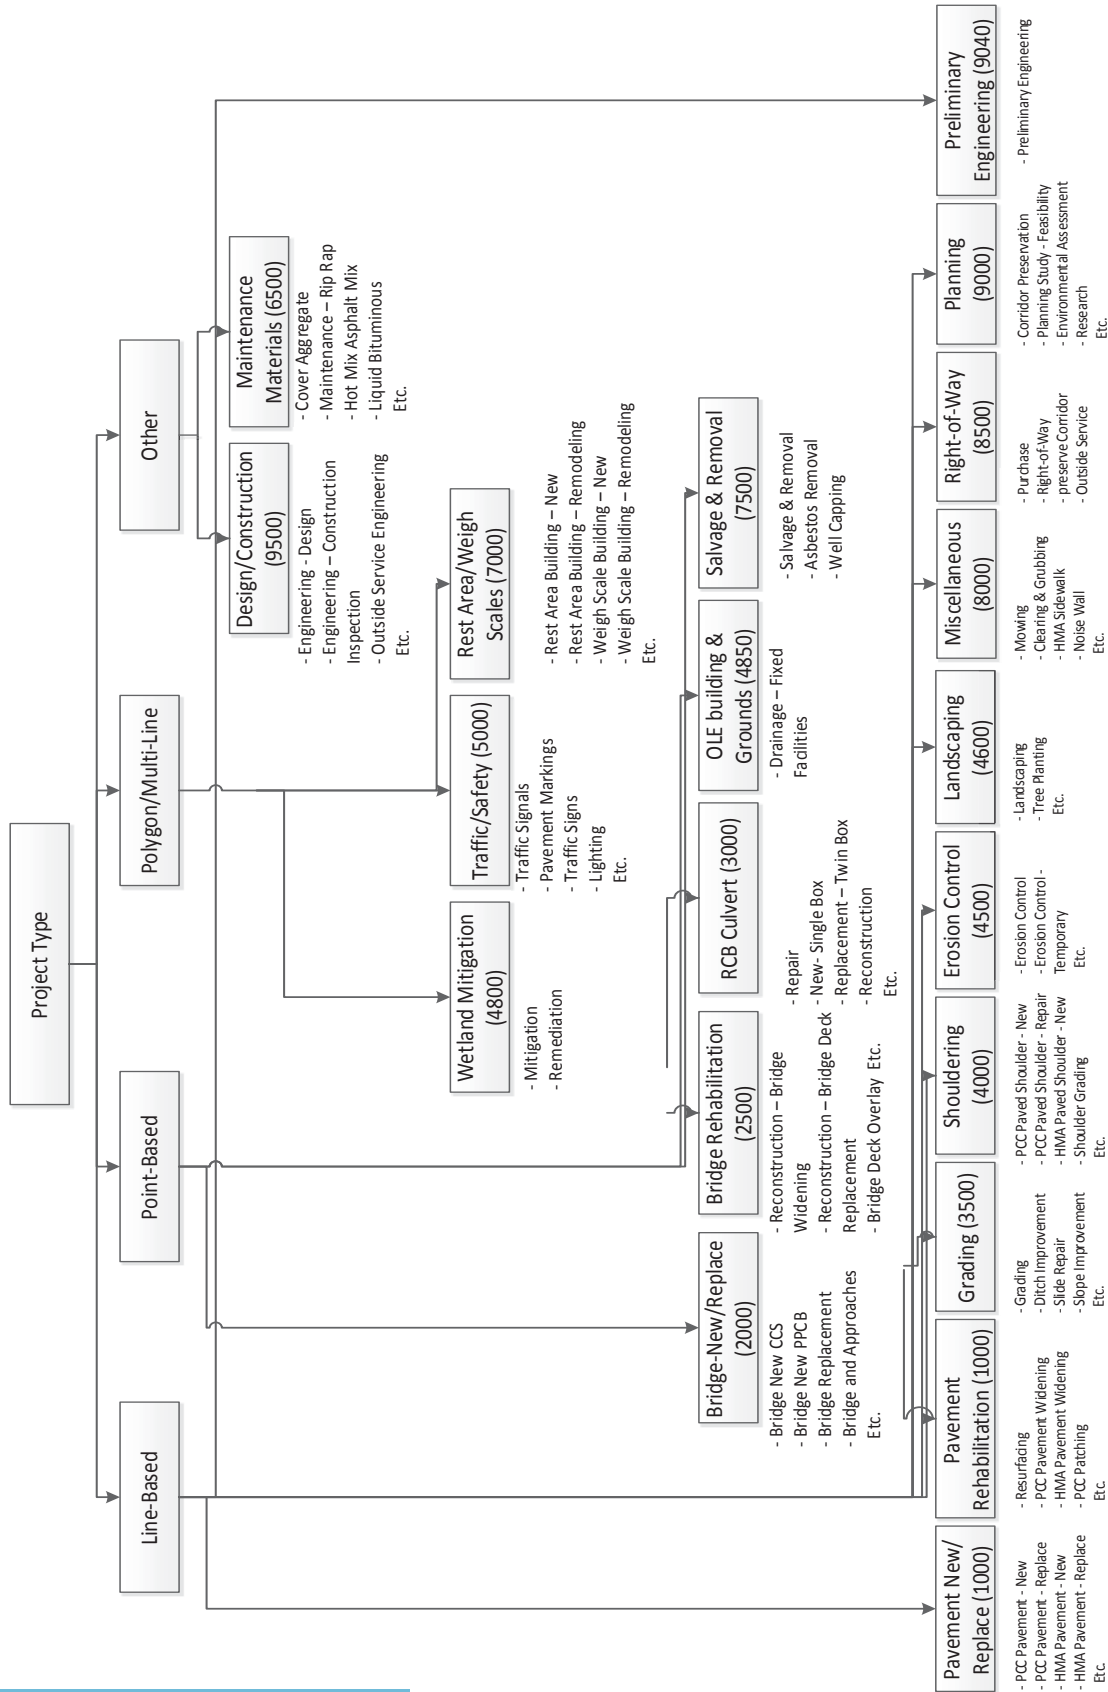 Project Type
Line-Based
Point-Based
Polygon/Multi-Line
Other
Design/Construction
(9500)
- Engineering - Design
- Engineering – Construction
Inspection
- Outside Service Engineering
Etc.
Maintenance
Materials (6500)
- Cover Aggregate
- Maintenance – Rip Rap
- Hot Mix Asphalt Mix
- Liquid Bituminous
Etc.
Wetland Mitigation
(4800)
- Mitigation
- Remediation
Traffic/Safety (5000)
- Traffic Signals
- Pavement Markings
- Traffic Signs
- Lighting
Etc.
Rest Area/Weigh
Scales (7000)
- Rest Area Building – New
- Rest Area Building – Remodeling
- Weigh Scale Building – New
- Weigh Scale Building – Remodeling
Etc.
Bridge-New/Replace
(2000)
- Bridge New CCS
- Bridge New PPCB
- Bridge Replacement
- Bridge and Approaches
Etc.
Bridge Rehabilitation
(2500)
- Reconstruction – Bridge
Widening
- Reconstruction – Bridge Deck
Replacement
- Bridge Deck Overlay Etc.
RCB Culvert (3000)
- Repair
- New- Single Box
- Replacement – Twin Box
- Reconstruction
Etc.
OLE building &
Grounds (4850)
- Drainage – Fixed
Facilities
Salvage & Removal
(7500)
- Salvage & Removal
- Asbestos Removal
- Well Capping
Pavement New/
Replace (1000)
- PCC Pavement - New
- PCC Pavement - Replace
- HMA Pavement - New
- HMA Pavement - Replace
Etc.
Pavement
Rehabilitation (1000)
- Resurfacing
- PCC Pavement Widening
- HMA Pavement Widening
- PCC Patching
Etc.
Grading (3500)
- Grading
- Ditch Improvement
- Slide Repair
- Slope Improvement
Etc.
Shouldering
(4000)
- PCC Paved Shoulder - New
- PCC Paved Shoulder - Repair
- HMA Paved Shoulder - New
- Shoulder Grading
Etc.
Erosion Control
(4500)
- Erosion Control
- Erosion Control -
Temporary
Etc.
Landscaping
(4600)
- Landscaping
- Tree Planting
Etc.
Miscellaneous
(8000)
- Mowing
- Clearing & Grubbing
- HMA Sidewalk
- Noise Wall
Etc.
Right-of-Way
(8500)
- Purchase
- Right-of-Way
- preserve Corridor
- Outside Service
Planning
(9000)
- Corridor Preservation
- Planning Study - Feasibility
- Environmental Assessment
- Research
Etc.
Preliminary
Engineering (9040)
- Preliminary Engineering